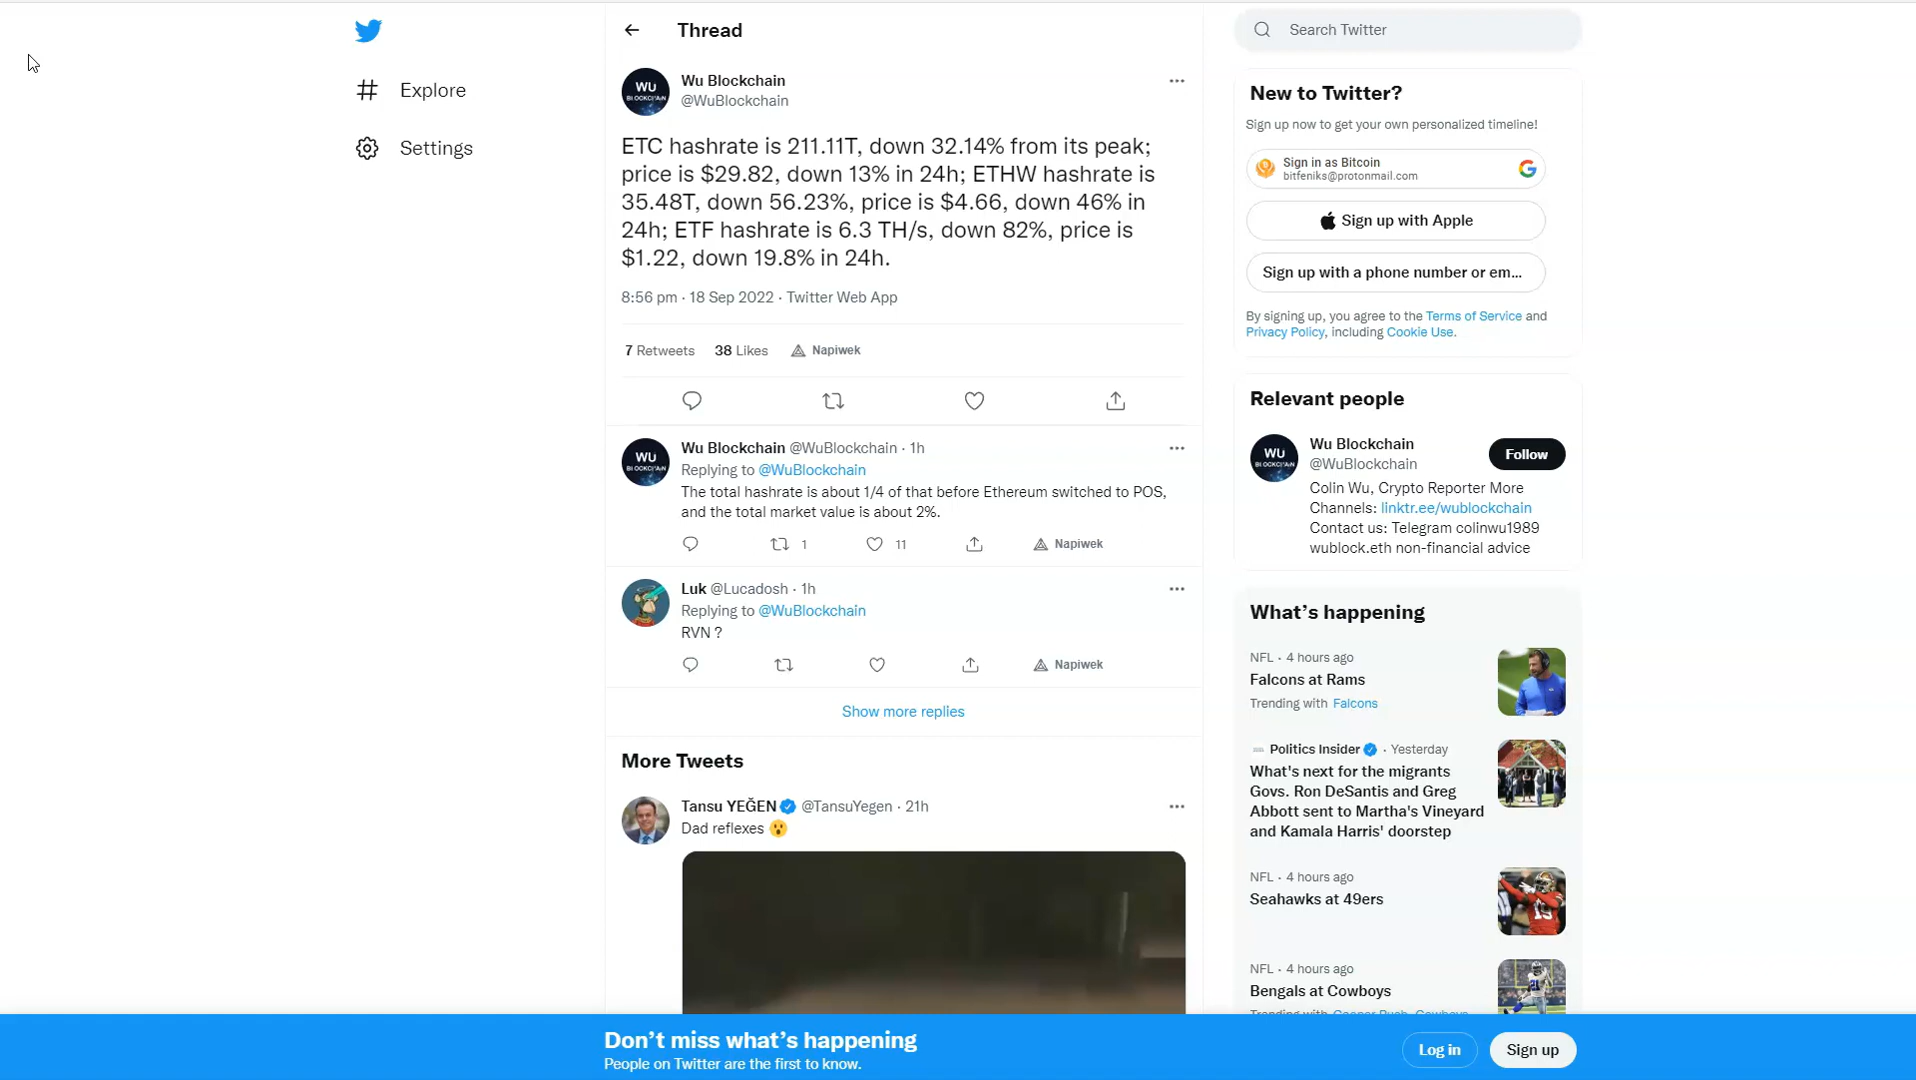 Thread
Search Twitter
Explore
Settings
WU
BLOCKCHAIN
Wu Blockchain
@WuBlockchain
ETC hashrate is 211.11T, down 32.14% from its peak;
price is $29.82, down 13% in 24h; ETHW hashrate is
35.48T, down 56.23%, price is $4.66, down 46% in
24h; ETF hashrate is 6.3 TH/s, down 82%, price is
$1.22, down 19.8% in 24h.
8:56 pm · 18 Sep 2022 · Twitter Web App
7 Retweets 38 Likes Napiwek
WU
BLOCKCHAIN
Wu Blockchain @WuBlockchain · 1h
Replying to @WuBlockchain
The total hashrate is about 1/4 of that before Ethereum switched to POS,
and the total market value is about 2%.
1 11 Napiwek
Luk @Lucadosh · 1h
Replying to @WuBlockchain
RVN ?
Napiwek
Show more replies
More Tweets
Tansu YEĞEN @TansuYegen · 21h
Dad reflexes 😯
New to Twitter?
Sign up now to get your own personalized timeline!
Sign in as Bitcoin
bitfeniks@protonmail.com
Sign up with Apple
Sign up with a phone number or em...
By signing up, you agree to the Terms of Service and
Privacy Policy, including Cookie Use.
Relevant people
WU
BLOCKCHAIN
Wu Blockchain
@WuBlockchain
Follow
Colin Wu, Crypto Reporter More
Channels: linktr.ee/wublockchain
Contact us: Telegram colinwu1989
wublock.eth non-financial advice
What's happening
NFL · 4 hours ago
Falcons at Rams
Trending with Falcons
Politics Insider · Yesterday
What's next for the migrants
Govs. Ron DeSantis and Greg
Abbott sent to Martha's Vineyard
and Kamala Harris' doorstep
NFL · 4 hours ago
Seahawks at 49ers
19
NFL · 4 hours ago
Bengals at Cowboys
21
Trending with Cooper Rush, Cowboys
Don't miss what's happening
People on Twitter are the first to know.
Log in
Sign up